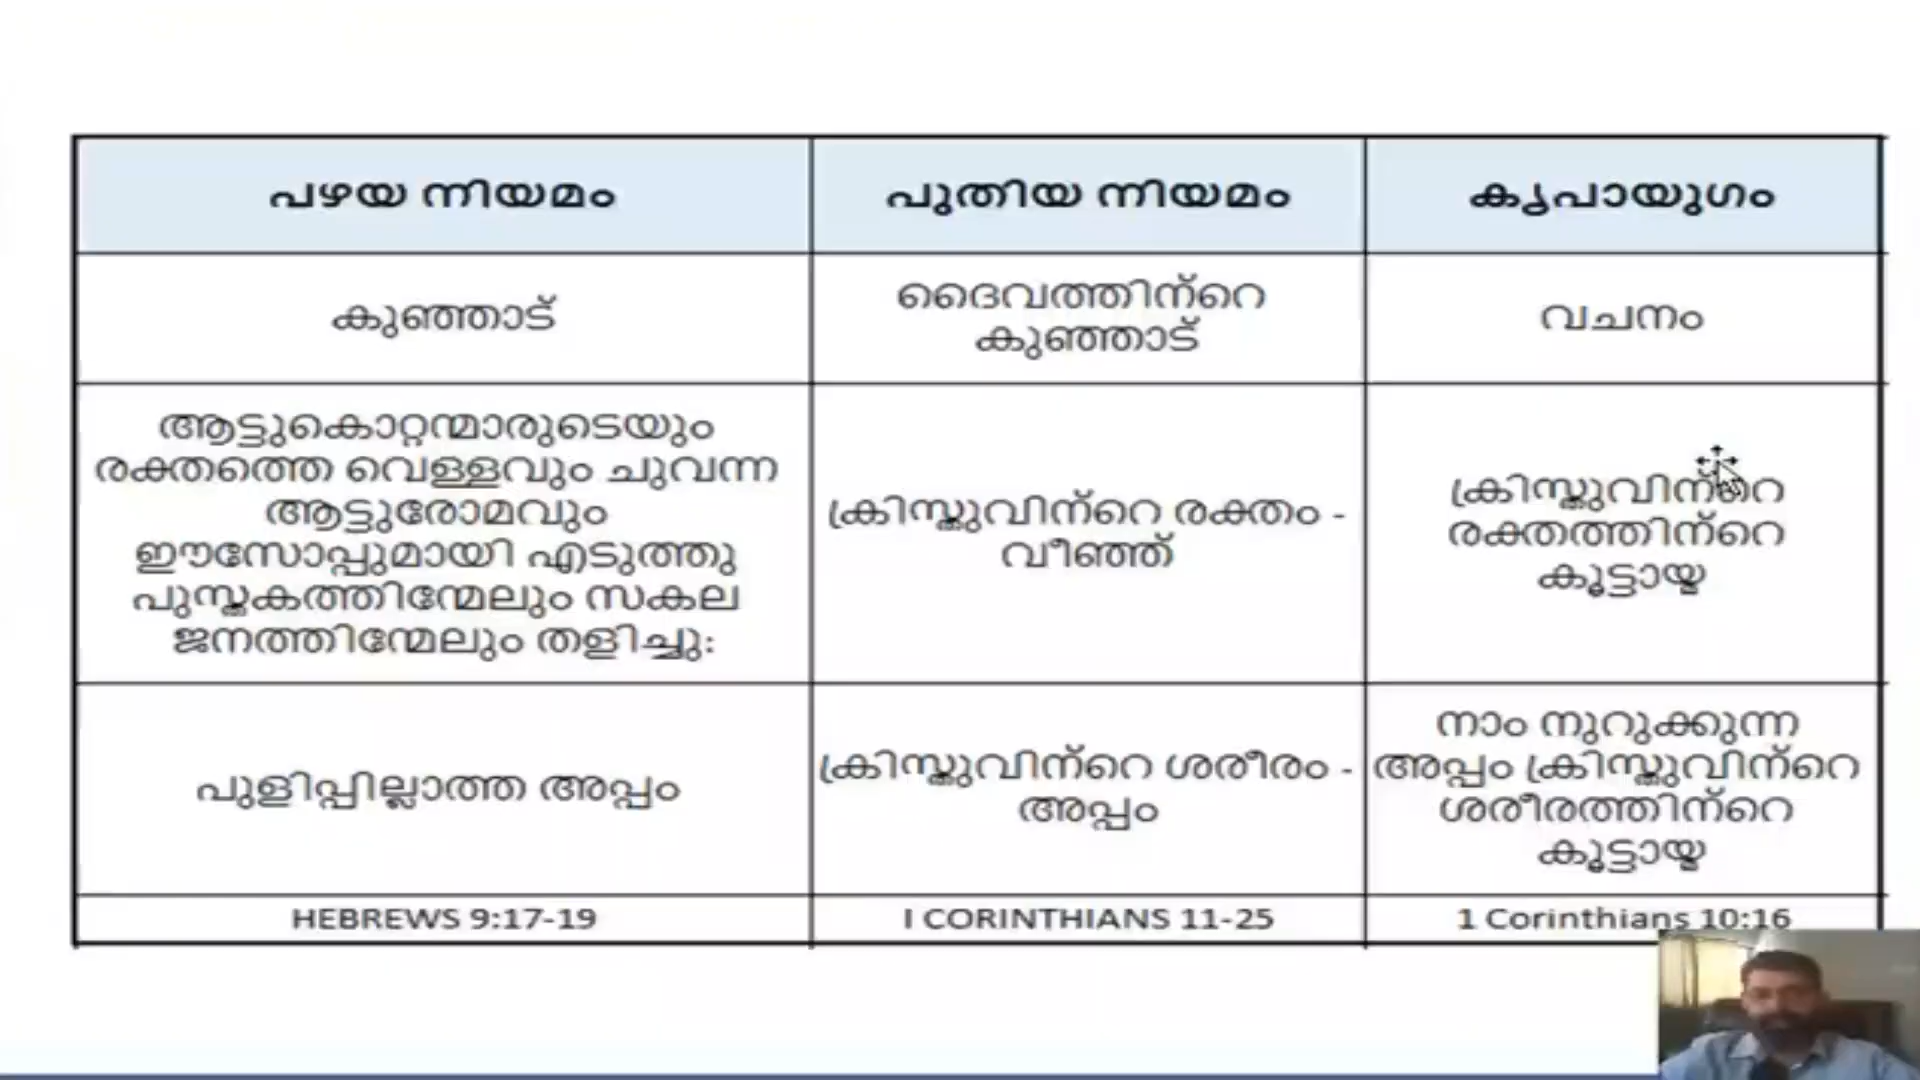 പഴയ ന്നിയമം
പുതിയ ന്നിയമം
കൃപായുഗം
കുഞ്ഞാട്
ദൈവത്തിന്റെ
കുഞ്ഞാട്
വചനം
ആട്ടുകൊറ്റന്മാരുടെയും
രക്തത്തെ വെള്ളവും ചുവന്ന
ആട്ടുരോമവും
ഈസോപ്പുമായി എടുത്തു
പുസ്തകത്തിന്മേലും സകല
ജനത്തിന്മേലും തളിച്ചു:
ക്രിസ്തുവിന്റെ രക്തം -
വീഞ്ഞ്
ക്രിസ്തുവിന്റെ
രക്തത്തിന്റെ
കൂട്ടായ്മ
പുളിപ്പില്ലാത്ത അപ്പം
ക്രിസ്തുവിന്റെ ശരീരം -
അപ്പം
നാം നുറുക്കുന്ന
അപ്പം ക്രിസ്തുവിന്റെ
ശരീരത്തിന്റെ
കൂട്ടായ്മ
HEBREWS 9:17-19
I CORINTHIANS 11-25
1 Corinthians 10:16